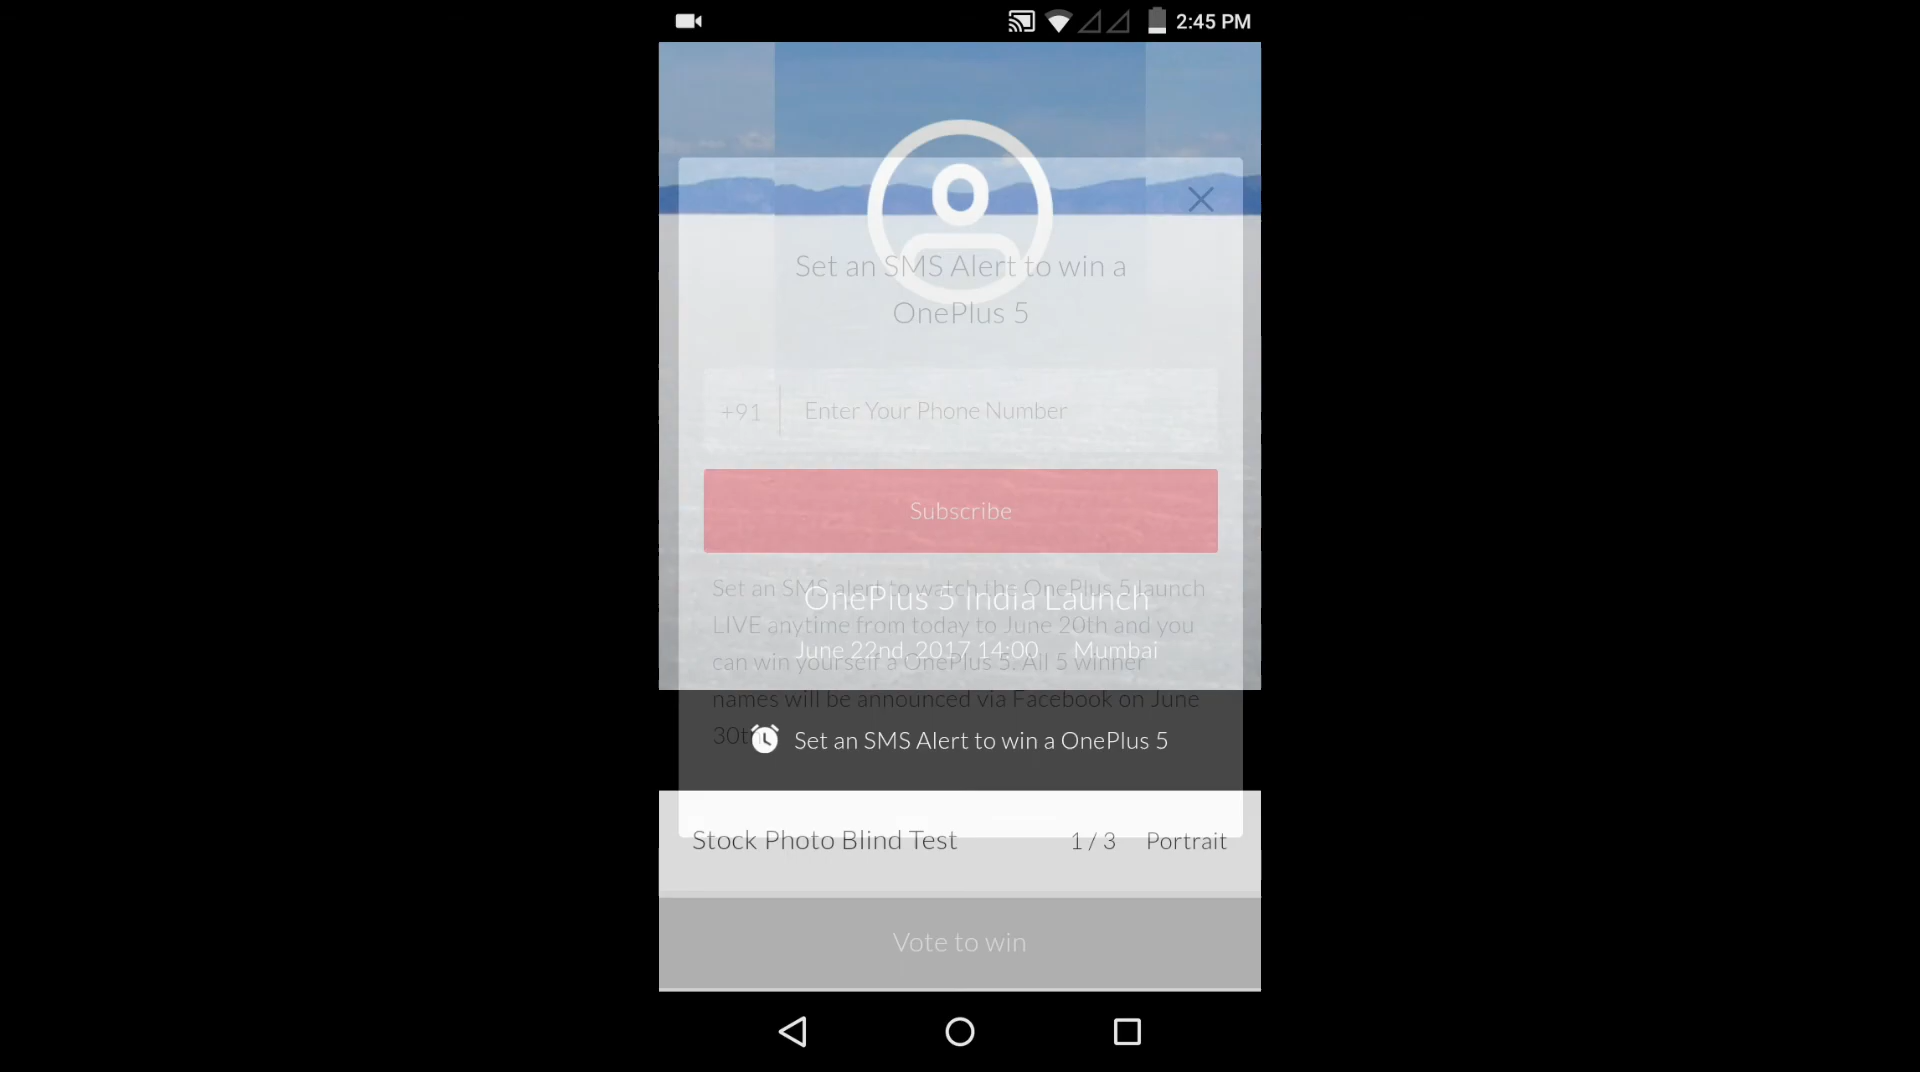 2:45 PM
Set an SMS Alert to win a
OnePlus 5
+91 Enter Your Phone Number
Subscribe
Set an SMS alert to watch the OnePlus 5 launch
LIVE anytime from today to June 20th and you
can win yourself a OnePlus 5. All 5 winner
names will be announced via Facebook on June
30th
OnePlus 5 India Launch
June 22nd, 2017 14:00 Mumbai
Set an SMS Alert to win a OnePlus 5
Stock Photo Blind Test 1 / 3 Portrait
Vote to win